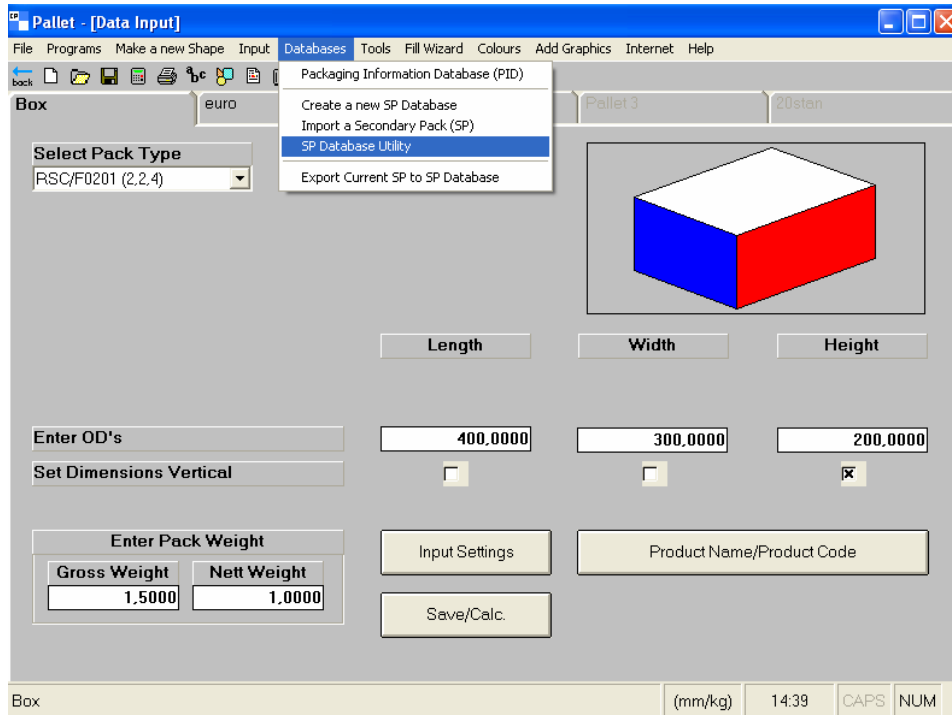 CP Pallet - [Data Input]
File Programs Make a new Shape Input Databases Tools Fill Wizard Colours Add Graphics Internet Help
back abc
Packaging Information Database (PID)
Create a new SP Database
Import a Secondary Pack (SP)
SP Database Utility
Export Current SP to SP Database
Box euro Pallet 3 20stan
Select Pack Type
RSC/F0201 (2,2,4)
Length Width Height
Enter OD's 400,0000 300,0000 200,0000
Set Dimensions Vertical
Enter Pack Weight
Gross Weight Nett Weight
1,5000 1,0000
Input Settings Product Name/Product Code
Save/Calc.
Box (mm/kg) 14:39 CAPS NUM